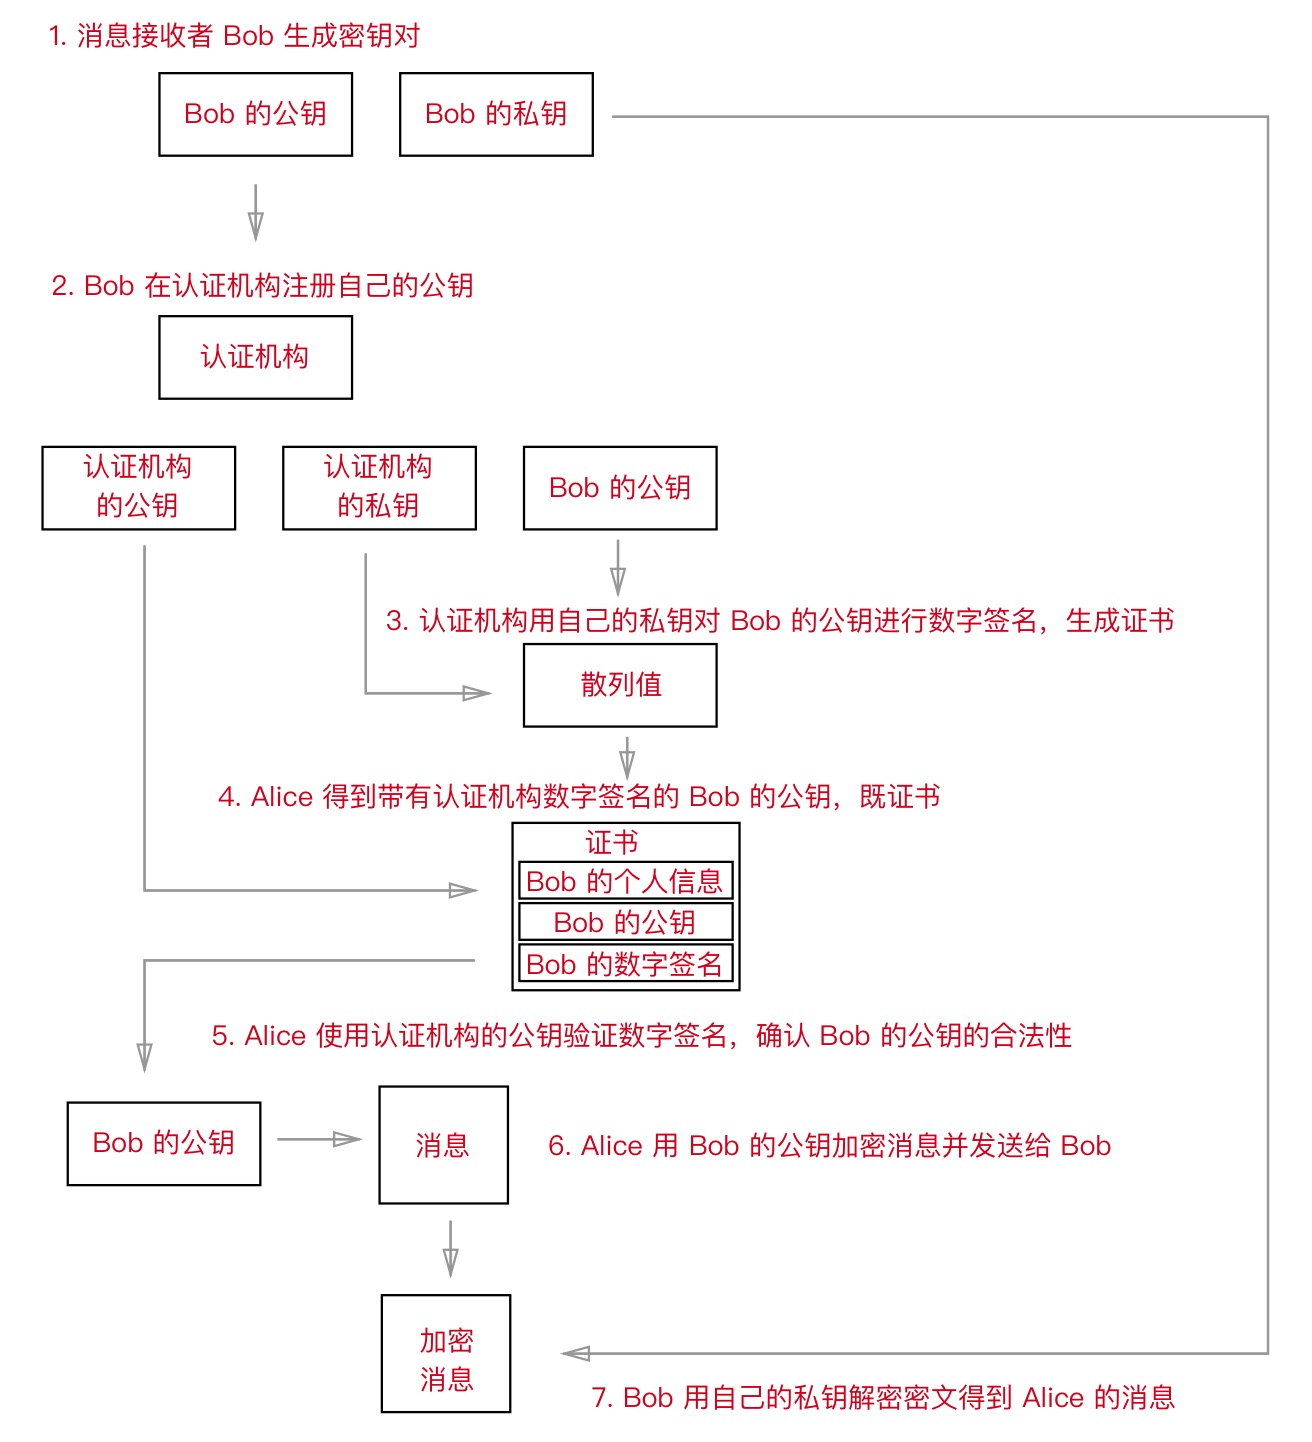 1. 消息接收者 Bob 生成密钥对
Bob 的公钥
Bob 的私钥
2. Bob 在认证机构注册自己的公钥
认证机构
认证机构
的公钥
认证机构
的私钥
Bob 的公钥
3. 认证机构用自己的私钥对 Bob 的公钥进行数字签名，生成证书
散列值
4. Alice 得到带有认证机构数字签名的 Bob 的公钥，既证书
证书
Bob 的个人信息
Bob 的公钥
Bob 的数字签名
5. Alice 使用认证机构的公钥验证数字签名，确认 Bob 的公钥的合法性
Bob 的公钥
消息
6. Alice 用 Bob 的公钥加密消息并发送给 Bob
加密
消息
7. Bob 用自己的私钥解密密文得到 Alice 的消息